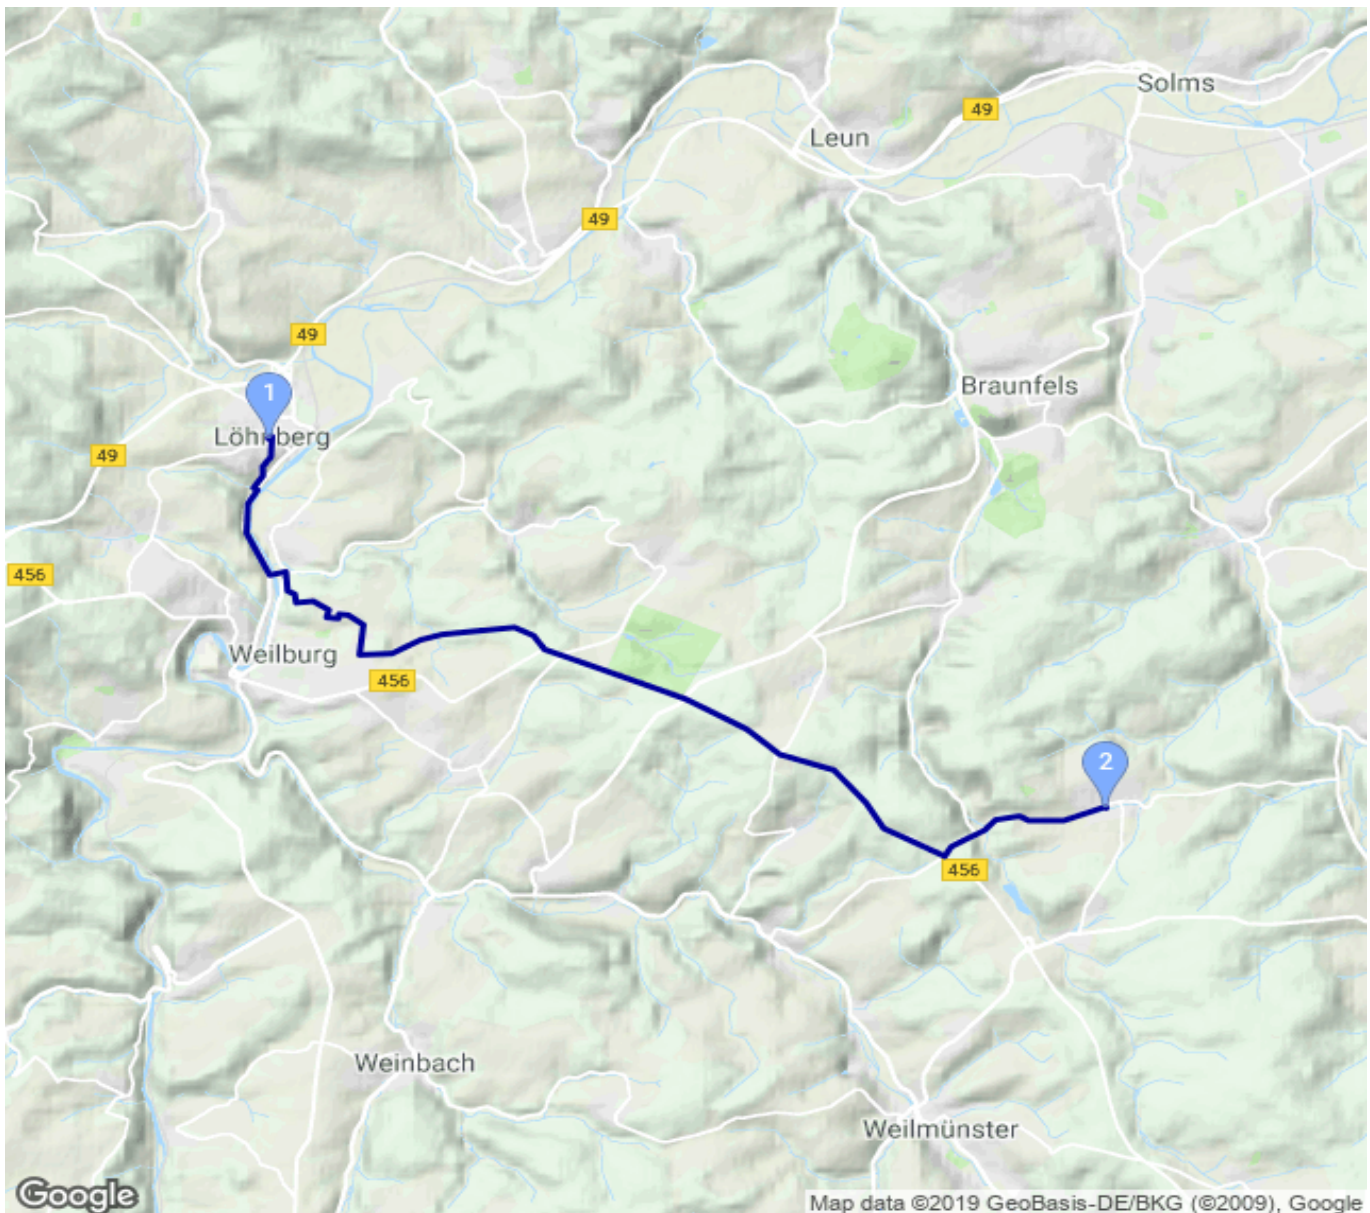 Solms
49
Leun
49
49
Braunfels
1
Löhnberg
49
456
Weilburg
456
2
456
Weinbach
Weilmünster
Google
Map data ©2019 GeoBasis-DE/BKG (©2009), Google